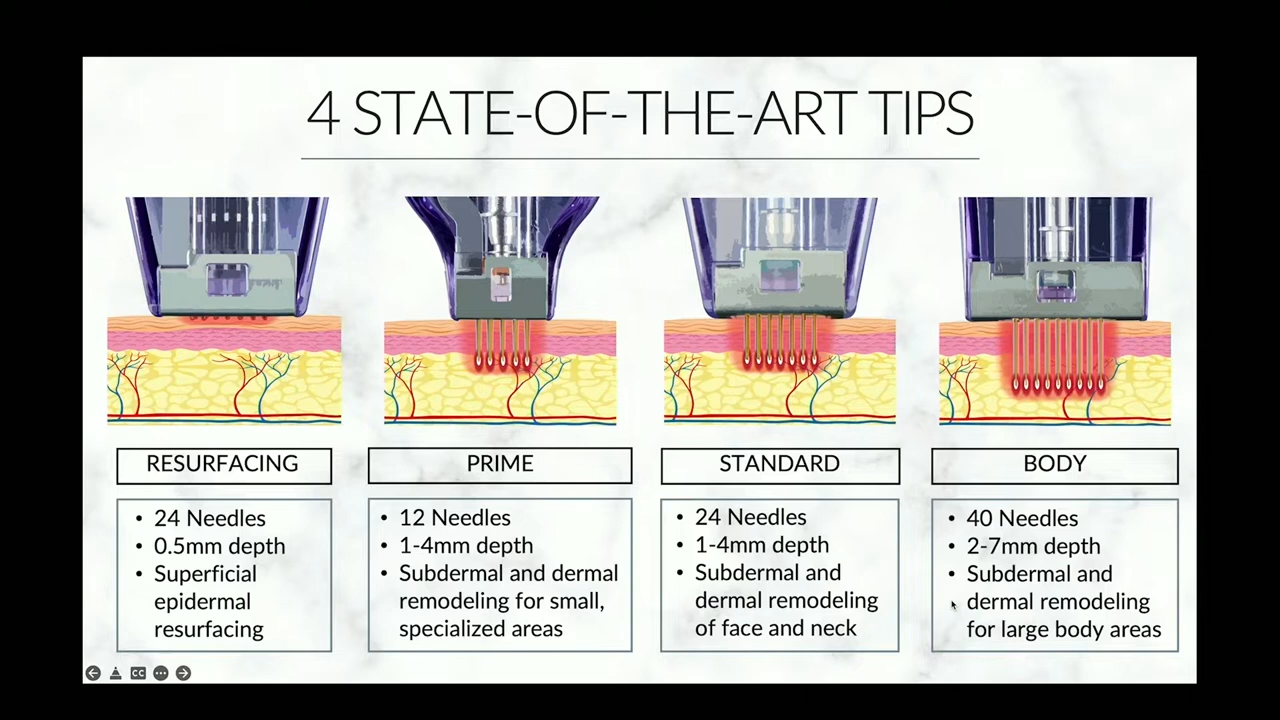 4 STATE-OF-THE-ART TIPS
RESURFACING
• 24 Needles
• 0.5mm depth
• Superficial
epidermal
resurfacing
PRIME
• 12 Needles
• 1-4mm depth
• Subdermal and dermal
remodeling for small,
specialized areas
STANDARD
• 24 Needles
• 1-4mm depth
• Subdermal and
dermal remodeling
of face and neck
BODY
• 40 Needles
• 2-7mm depth
• Subdermal and
dermal remodeling
for large body areas
CC